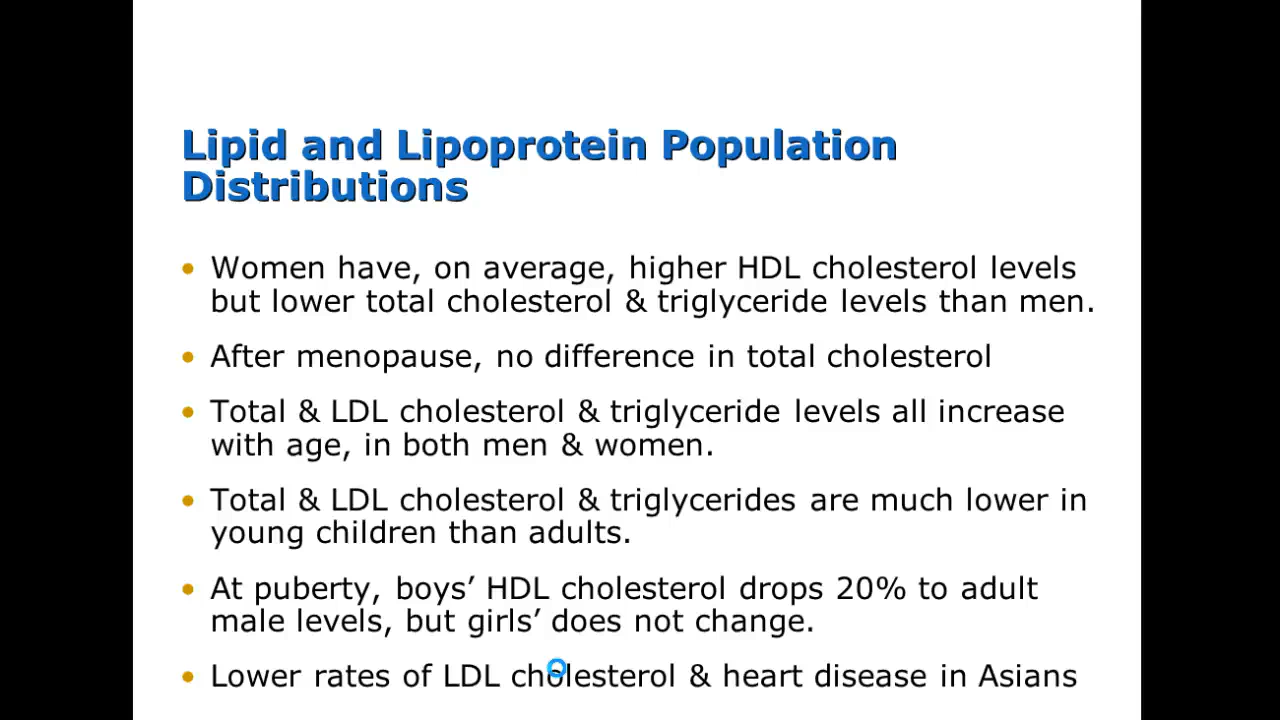 Lipid and Lipoprotein Population
Distributions
• Women have, on average, higher HDL cholesterol levels
but lower total cholesterol & triglyceride levels than men.
• After menopause, no difference in total cholesterol
• Total & LDL cholesterol & triglyceride levels all increase
with age, in both men & women.
• Total & LDL cholesterol & triglycerides are much lower in
young children than adults.
• At puberty, boys’ HDL cholesterol drops 20% to adult
male levels, but girls’ does not change.
• Lower rates of LDL cholesterol & heart disease in Asians